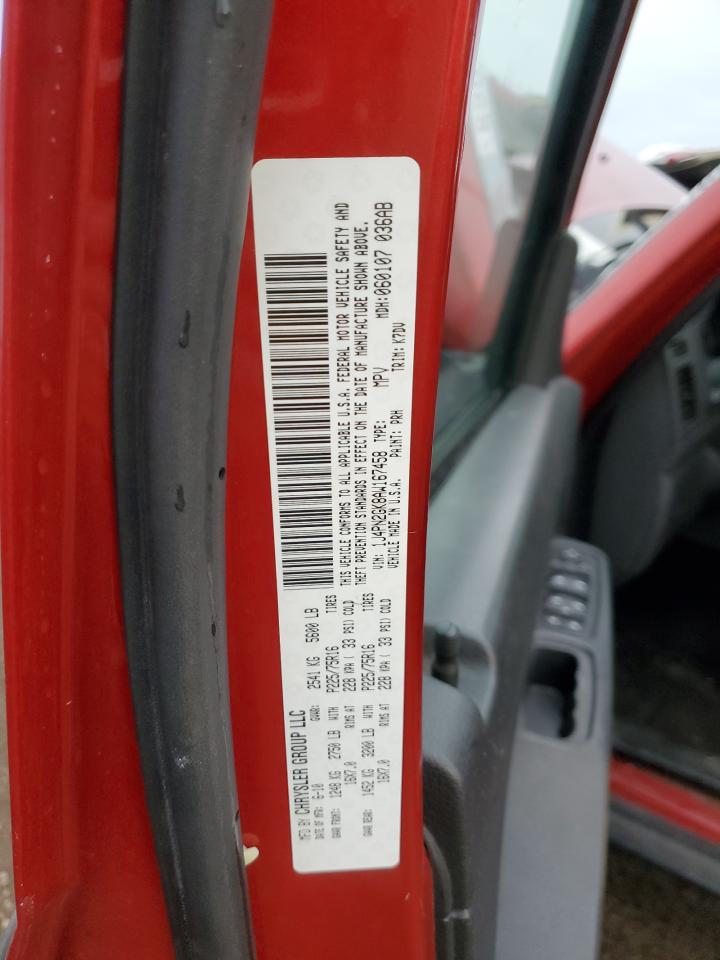 MFD BY CHRYSLER GROUP LLC
DATE OF MFR: 6-10 GVWR: 2541 KG 5600 LB
GAWR FRONT: 1248 KG 2750 LB WITH P225/75R16 TIRES
16X7.0 RIMS AT 228 KPA ( 33 PSI) COLD
GAWR REAR: 1452 KG 3200 LB WITH P225/75R16 TIRES
16X7.0 RIMS AT 228 KPA ( 33 PSI) COLD
THIS VEHICLE CONFORMS TO ALL APPLICABLE U.S.A. FEDERAL MOTOR VEHICLE SAFETY AND
THEFT PREVENTION STANDARDS IN EFFECT ON THE DATE OF MANUFACTURE SHOWN ABOVE.
VIN: 1J4PN2GK8AW167458 TYPE: MPV MDH: 060107 036AB
VEHICLE MADE IN U.S.A. PAINT: PRH TRIM: K7DV